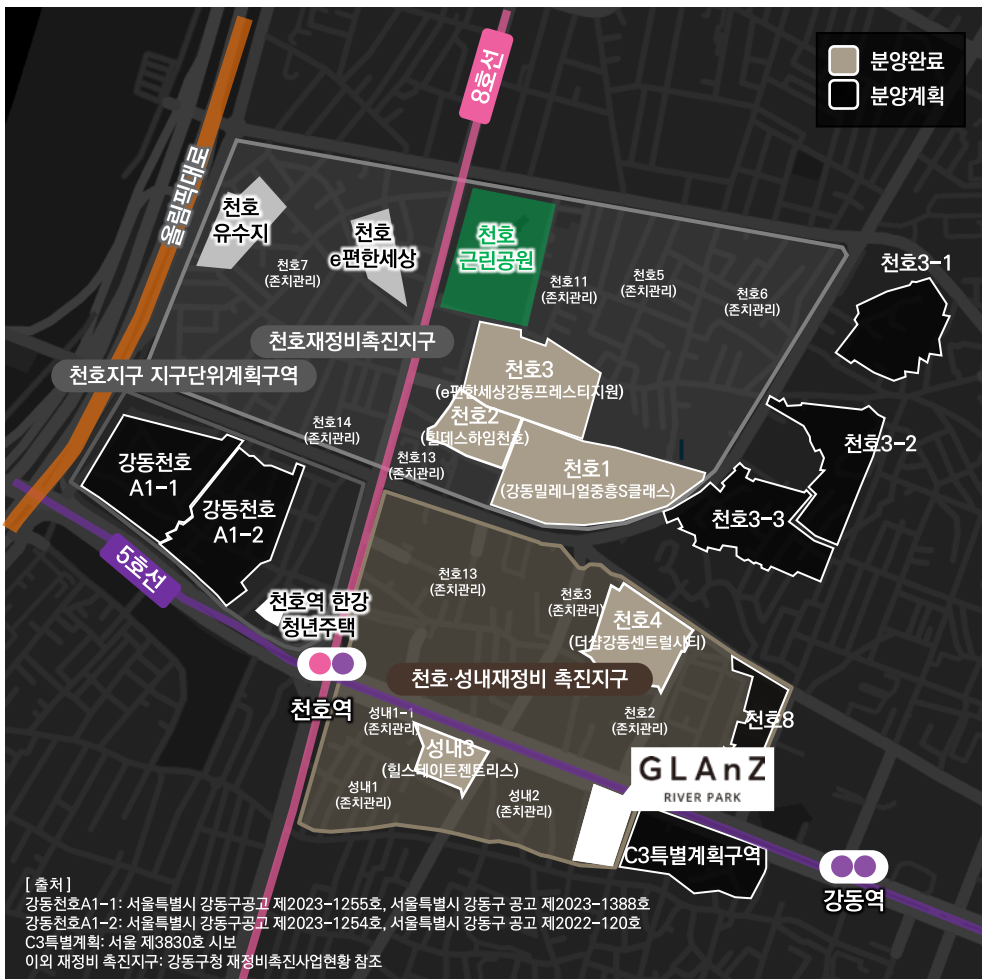 8호선
분양완료
분양계획
올림픽대로
천호
유수지
천호
e편한세상
천호
근린공원
천호7
(존치관리)
천호11
(존치관리)
천호5
(존치관리)
천호6
(존치관리)
천호3-1
천호재정비촉진지구
천호지구 지구단위계획구역
천호3
(e편한세상강동프레스티지원)
천호2
(힐데스하임천호)
천호14
(존치관리)
천호13
(존치관리)
천호1
(강동밀레니얼중흥S클래스)
천호3-2
천호3-3
강동천호
A1-1
강동천호
A1-2
5호선
천호역 한강
청년주택
천호13
(존치관리)
천호3
(존치관리)
천호4
(더샵강동센트럴시티)
천호·성내재정비 촉진지구
천호역
성내1-1
(존치관리)
천호2
(존치관리)
천호8
성내3
(힐스테이트젠트리스)
성내1
(존치관리)
성내2
(존치관리)
GLAnZ
RIVER PARK
C3특별계획구역
강동역
[ 출처 ]
강동천호A1-1: 서울특별시 강동구공고 제2023-1255호, 서울특별시 강동구 공고 제2023-1388호
강동천호A1-2: 서울특별시 강동구공고 제2023-1254호, 서울특별시 강동구 공고 제2022-120호
C3특별계획: 서울 제3830호 시보
이외 재정비 촉진지구: 강동구청 재정비촉진사업현황 참조